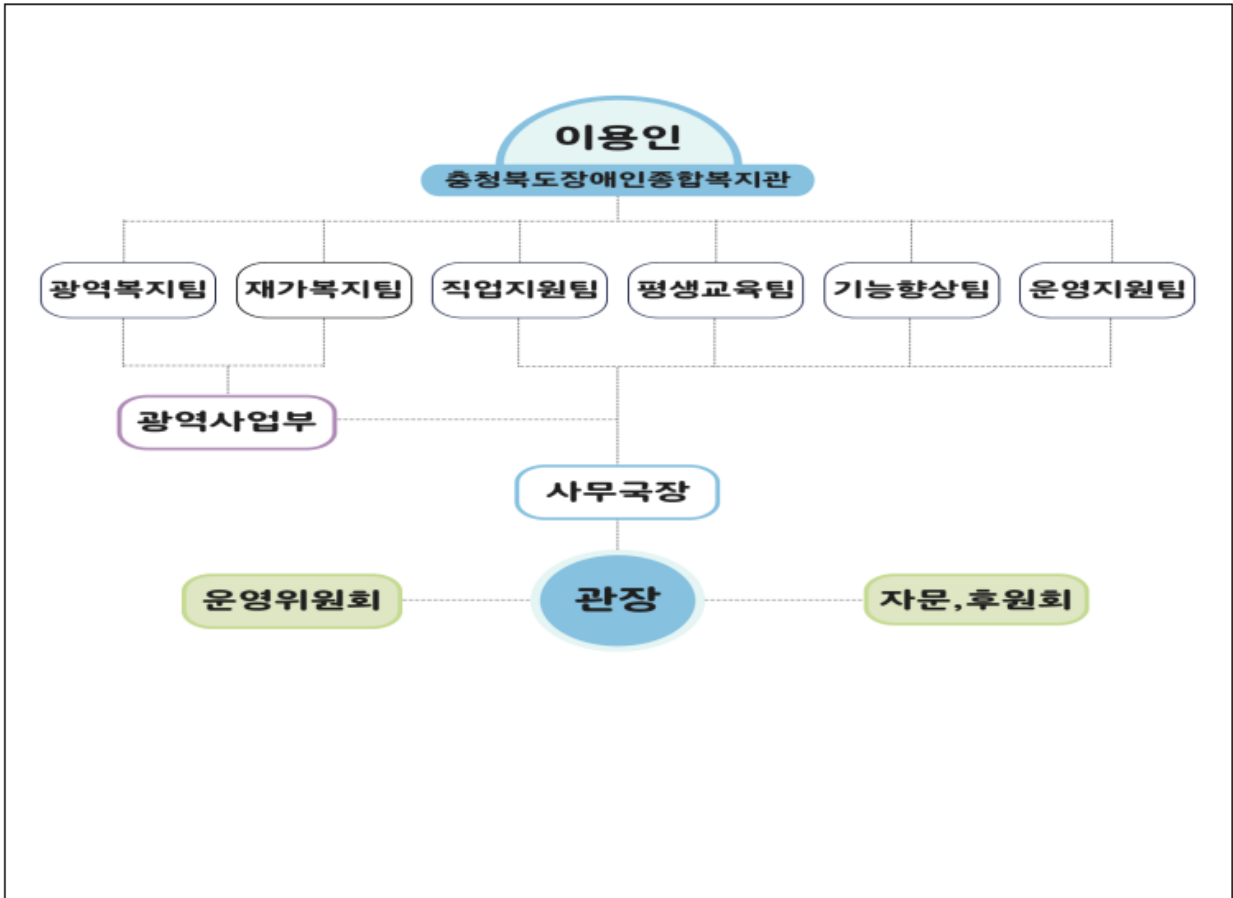 이용인
충청북도장애인종합복지관
광역복지팀 재가복지팀 직업지원팀 평생교육팀 기능향상팀 운영지원팀
광역사업부
사무국장
운영위원회 관장 자문,후원회